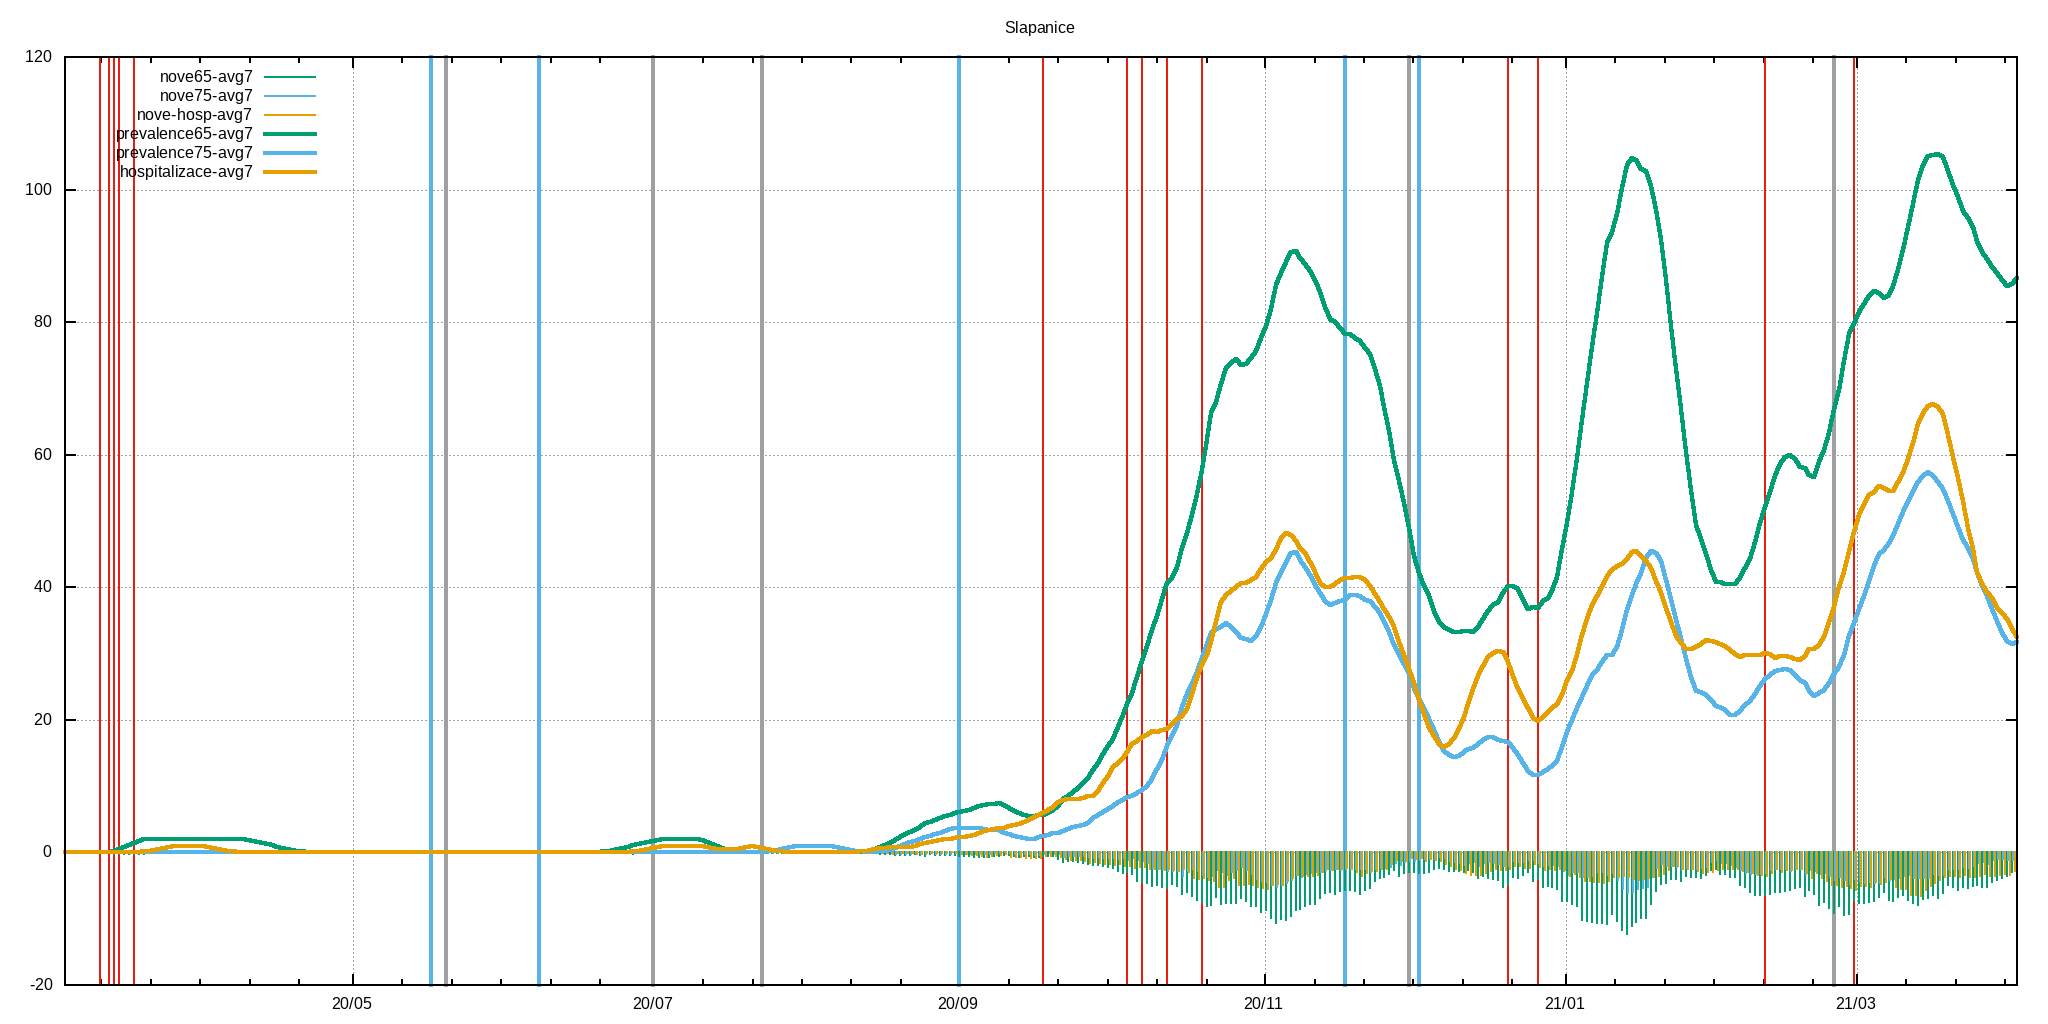 Slapanice
120
100
80
60
40
20
0
-20
nove65-avg7
nove75-avg7
nove-hosp-avg7
prevalence65-avg7
prevalence75-avg7
hospitalizace-avg7
20/05 20/07 20/09 20/11 21/01 21/03